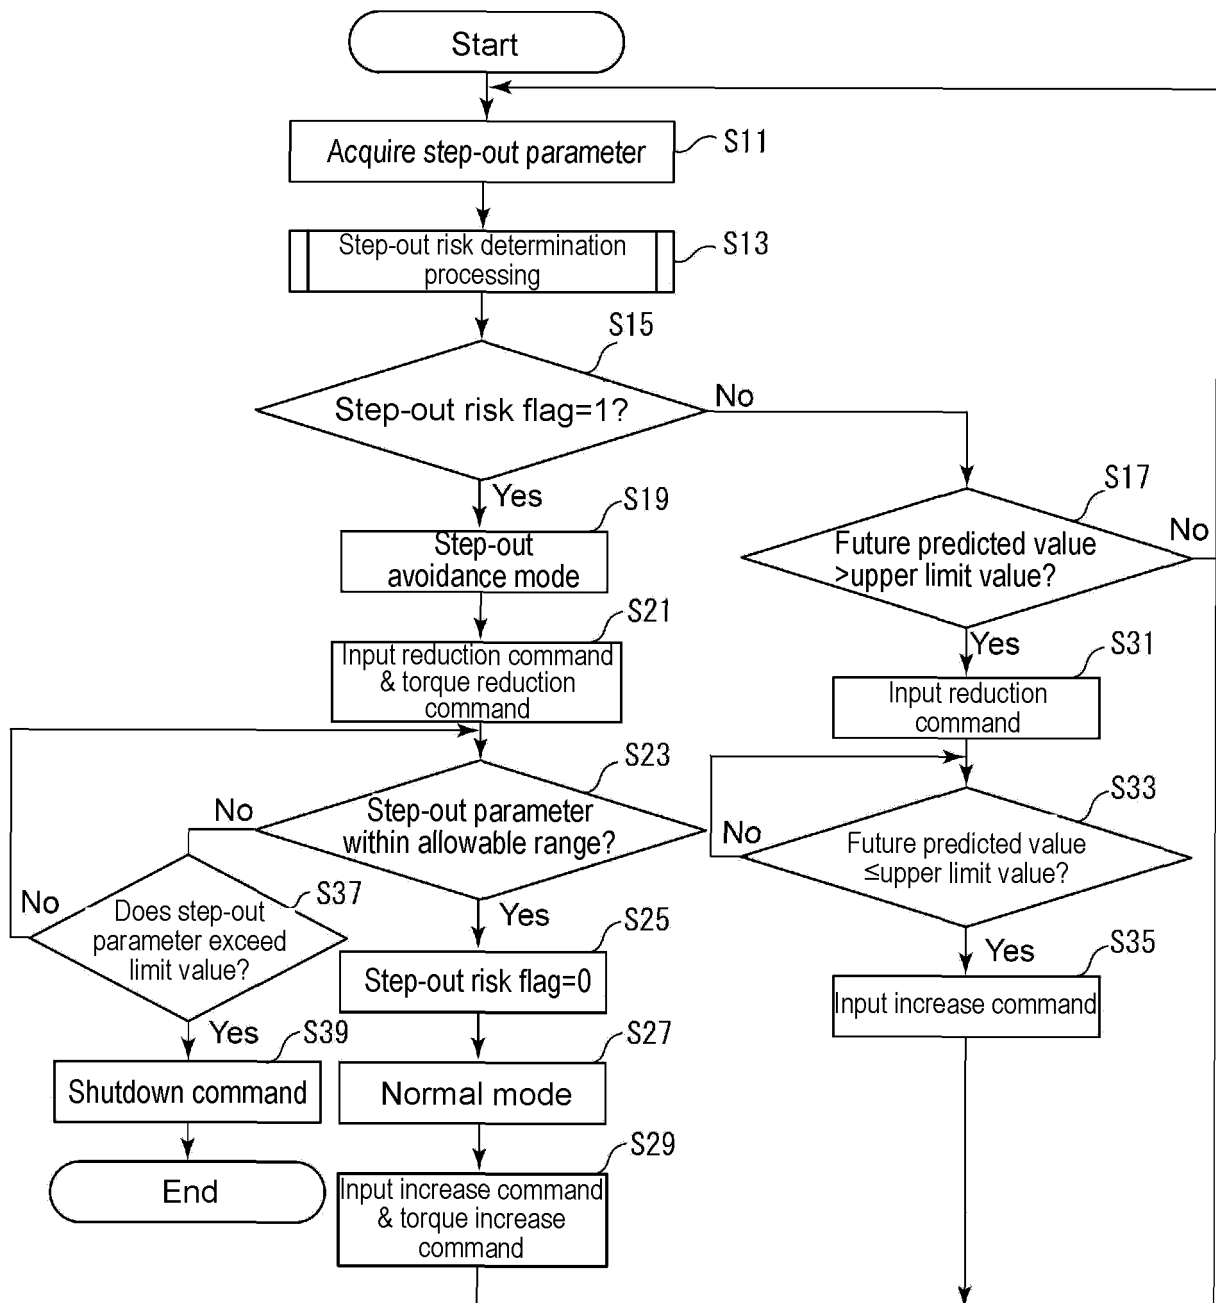 Start
Acquire step-out parameter
S11
Step-out risk determination
processing
S13
S15
Step-out risk flag=1?
No
Yes
S17
Future predicted value
>upper limit value?
No
Yes
S19
Step-out
avoidance mode
S21
Input reduction command
& torque reduction
command
S31
Input reduction
command
S23
Step-out parameter
within allowable range?
No
Yes
S33
Future predicted value
≤upper limit value?
No
Yes
S37
Does step-out
parameter exceed
limit value?
No
Yes
S25
Step-out risk flag=0
S35
Input increase command
S39
Shutdown command
S27
Normal mode
End
S29
Input increase command
& torque increase
command